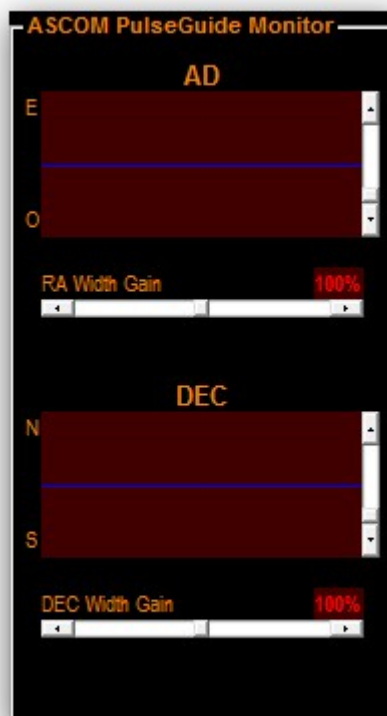 ASCOM PulseGuide Monitor
AD
E
O
RA Width Gain 100%
DEC
N
S
DEC Width Gain 100%